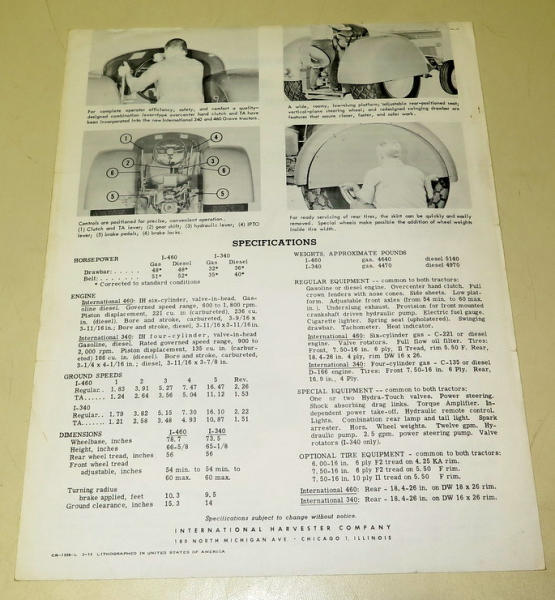 For complete operator efficiency, safety, and comfort a quality-
designed combination lever-type overcenter hand clutch and TA have
been incorporated into the new International 340 and 460 Grove tractors.
A wide, roomy, low-slung platform; adjustable rear-positioned seat;
vertical-plane steering wheel; and redesigned swinging drawbar are
features that assure closer, faster, and safer work.
1
2
3
4
5
5
6
Controls are positioned for precise, convenient operation.
(1) Clutch and TA lever; (2) gear shift; (3) hydraulic lever; (4) IPTO
lever; (5) brake pedals; (6) brake locks.
For ready servicing of rear tires, the skirt can be quickly and easily
removed. Special wheels make possible the addition of wheel weights
inside tire width.
SPECIFICATIONS
HORSEPOWER I-460 I-340
Gas Diesel Gas Diesel
Drawbar: . . . . . . 48* 48* 32* 36*
Belt: . . . . . . . . . 51* 52* 35* 40*
* Corrected to standard conditions
ENGINE
International 460: IH six-cylinder, valve-in-head. Gas-
oline diesel. Governed speed range, 600 to 1,800 rpm.
Piston displacement, 221 cu. in (carbureted), 236 cu.
in. (diesel). Bore and stroke, carbureted, 3-9/16 x
3-11/16 in.; Bore and stroke, diesel, 3-11/16 x 3-11/16 in.
International 340: IH four-cylinder, valve-in-head
Gasoline, diesel. Rated governed speed range, 900 to
2,000 rpm. Piston displacement, 135 cu. in. (carbur-
eted) 166 cu. in. (diesel). Bore and stroke, carbureted,
3-1/4 x 4-1/16 in.; diesel, 3-11/16 x 3-7/8 in.
GROUND SPEEDS
I-460 1 2 3 4 5 Rev.
Regular . 1.83 3.91 5.27 7.47 16.47 2.26
TA . . . . . 1.24 2.64 3.56 5.04 11.12 1.53
I-340
Regular . . 1.79 3.82 5.15 7.30 16.10 2.22
TA . . . . . . 1.21 2.58 3.48 4.93 10.87 1.51
DIMENSIONS I-460 I-340
Wheelbase, inches 78.7 73.5
Height, inches 66-5/8 65-1/8
Rear wheel tread, inches 56 56
Front wheel tread
adjustable, inches 54 min. to 54 min. to
60 max. 60 max.
Turning radius
brake applied, feet 10.3 9.5
Ground clearance, inches 15.3 14
WEIGHTS, APPROXIMATE POUNDS
I-460 gas. 4640 diesel 5140
I-340 gas. 4470 diesel 4970
REGULAR EQUIPMENT - common to both tractors:
Gasoline or diesel engine. Overcenter hand clutch. Full
crown fenders with nose cones. Side sheets. Low plat-
form. Adjustable front axles (from 54 min. to 60 max.
in.). Underslung exhaust. Provision for front mounted
crankshaft driven hydraulic pump. Electric fuel gauge.
Cigarette lighter. Spring seat (upholstered). Swinging
drawbar. Tachometer. Heat indicator.
International 460: Six-cylinder gas - C-221 or diesel
engine. Valve rotators. Full flow oil filter. Tires:
Front, 7.50-16 in. 6 ply II Tread, rim 5.50 F. Rear,
18.4-26 in. 4 ply, rim DW 16 x 26.
International 340: Four-cylinder gas - C-135 or diesel
D-166 engine. Tires: Front 7.50-16 in. 6 Ply. Rear,
16.9 in., 4 Ply.
SPECIAL EQUIPMENT -- common to both tractors:
One or two Hydra-Touch valves. Power steering.
Shock absorbing drag links. Torque Amplifier. In-
dependent power take-off. Hydraulic remote control.
Lights. Combination rear lamp and tail light. Spark
arrester. Horn. Wheel weights. Twelve gpm. Hy-
draulic pump. 2.5 gpm. power steering pump. Valve
rotators (I-340 only).
OPTIONAL TIRE EQUIPMENT - common to both tractors:
6.00-16 in. 6 ply F2 tread on 4.25 KA rim.
7.50-16 in. 6 ply F2 tread on 5.50 F rim.
7.50-16 in. 10 ply II tread on 5.50 F rim.
International 460: Rear - 18.4-26 in. on DW 18 x 26 rim.
International 340: Rear - 18.4-26 in. on DW 16 x 26 rim.
Specifications subject to change without notice.
INTERNATIONAL HARVESTER COMPANY
180 NORTH MICHIGAN AVE. • CHICAGO 1, ILLINOIS
LITHOGRAPHED IN UNITED STATES OF AMERICA